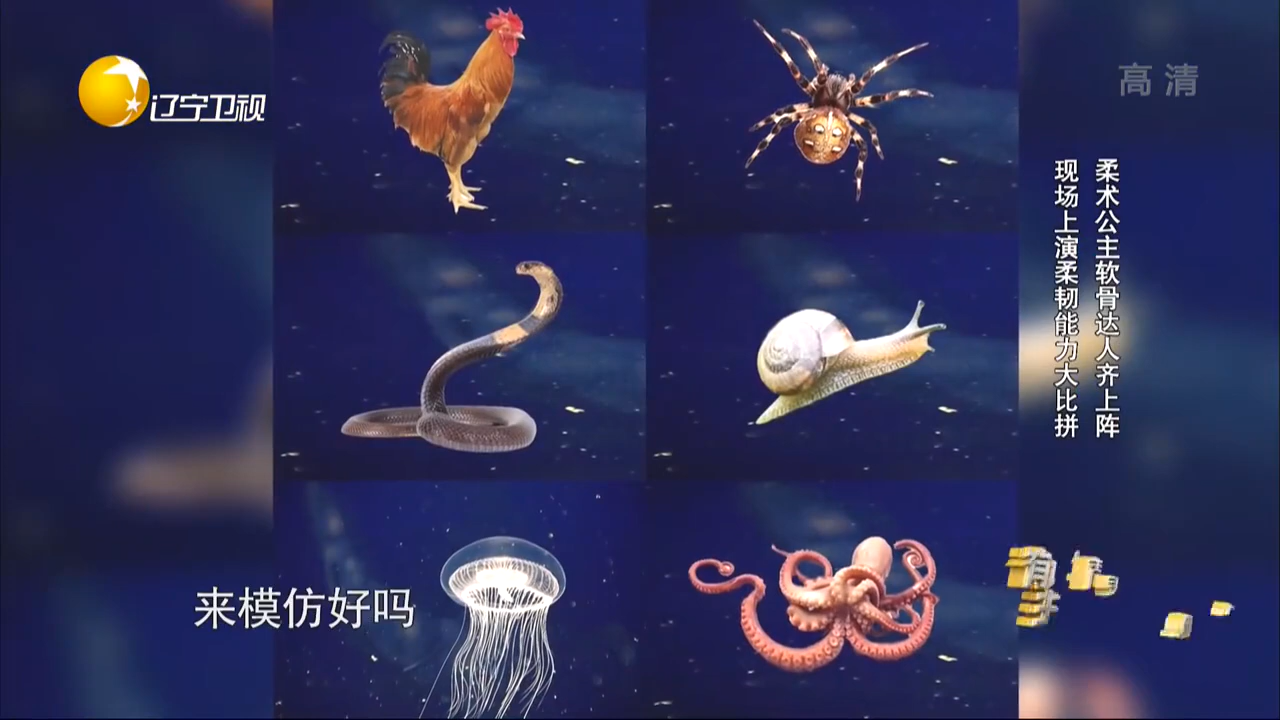 辽宁卫视
高清
柔术公主软骨达人齐上阵
现场上演柔韧能力大比拼
来模仿好吗